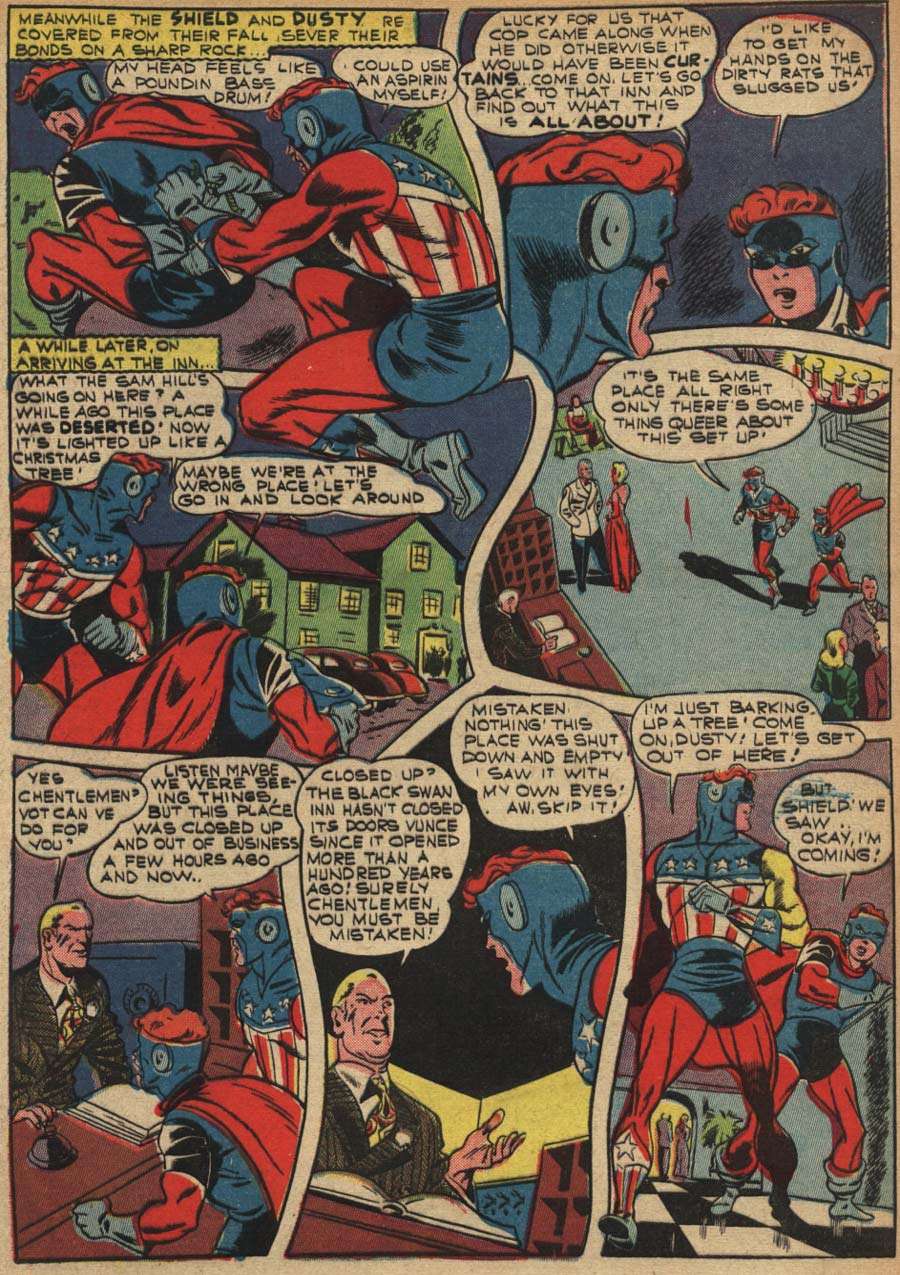 MEANWHILE THE SHIELD AND DUSTY, RE
COVERED FROM THEIR FALL, SEVER THEIR
BONDS ON A SHARP ROCK...
MY HEAD FEELS LIKE
A POUNDIN BASS
DRUM!
I COULD USE
AN ASPIRIN
MYSELF!
LUCKY FOR US THAT
COP CAME ALONG WHEN
HE DID OTHERWISE IT
WOULD HAVE BEEN CUR-
TAINS.. COME ON, LET'S GO
BACK TO THAT INN AND
FIND OUT WHAT THIS
IS ALL ABOUT!
I'D LIKE
TO GET MY
HANDS ON THE
DIRTY RATS THAT
SLUGGED US!
A WHILE LATER, ON
ARRIVING AT THE INN...
WHAT THE SAM HILL'S
GOING ON HERE? A
WHILE AGO THIS PLACE
WAS DESERTED! NOW
IT'S LIGHTED UP LIKE A
CHRISTMAS
TREE!
MAYBE WE'RE AT THE
WRONG PLACE! LET'S
GO IN AND LOOK AROUND
IT'S THE SAME
PLACE ALL RIGHT
ONLY THERE'S SOME
THING QUEER ABOUT
THIS SET UP!
YES
CHENTLEMEN?
VOT CAN VE
DO FOR
YOU?
LISTEN MAYBE
WE WERE SEE-
ING THINGS,
BUT THIS PLACE
WAS CLOSED UP
AND OUT OF BUSINESS
A FEW HOURS AGO
AND NOW..
CLOSED UP?
THE BLACK SWAN
INN HASN'T CLOSED
ITS DOORS VUNCE
SINCE IT OPENED
MORE THAN A
HUNDRED YEARS
AGO! SURELY
CHENTLEMEN,
YOU MUST BE
MISTAKEN!
MISTAKEN
NOTHING! THIS
PLACE WAS SHUT
DOWN AND EMPTY!
I SAW IT WITH
MY OWN EYES!
AW, SKIP IT!
I'M JUST BARKING
UP A TREE! COME
ON, DUSTY! LET'S GET
OUT OF HERE!
BUT
SHIELD! WE
SAW..
OKAY, I'M
COMING!